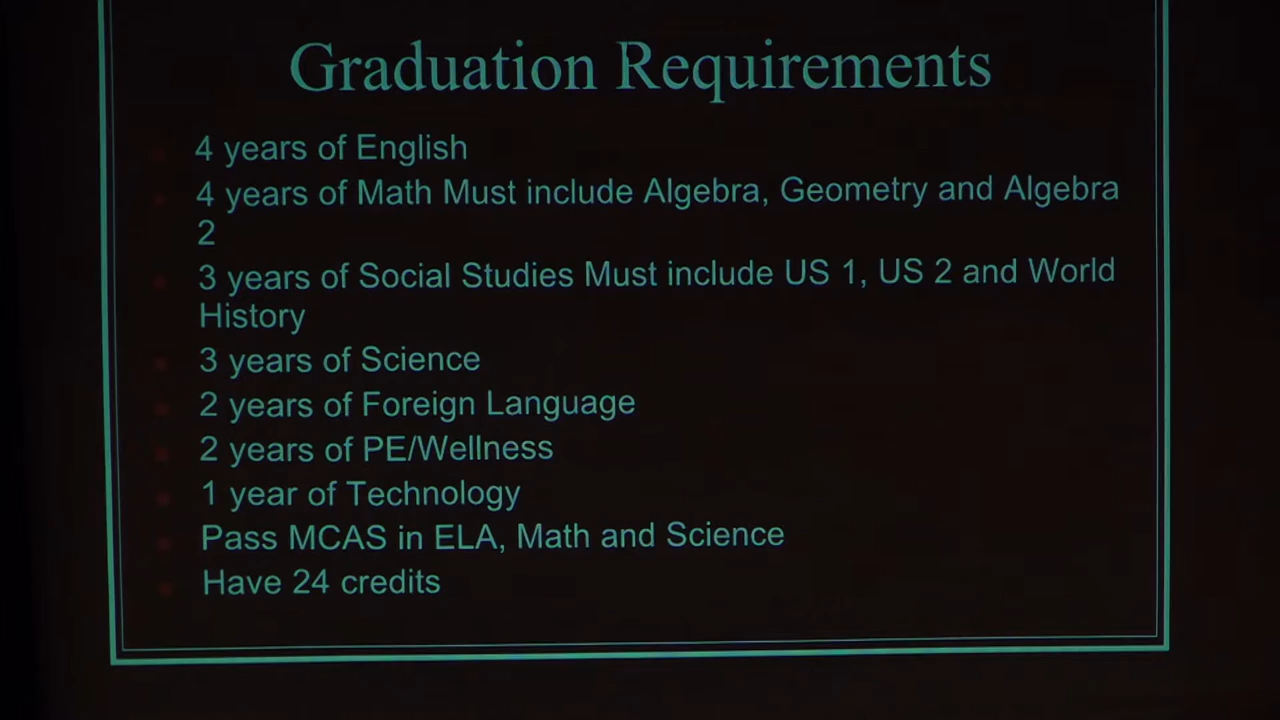 Graduation Requirements
4 years of English
4 years of Math Must include Algebra, Geometry and Algebra
2
3 years of Social Studies Must include US 1, US 2 and World
History
3 years of Science
2 years of Foreign Language
2 years of PE/Wellness
1 year of Technology
Pass MCAS in ELA, Math and Science
Have 24 credits